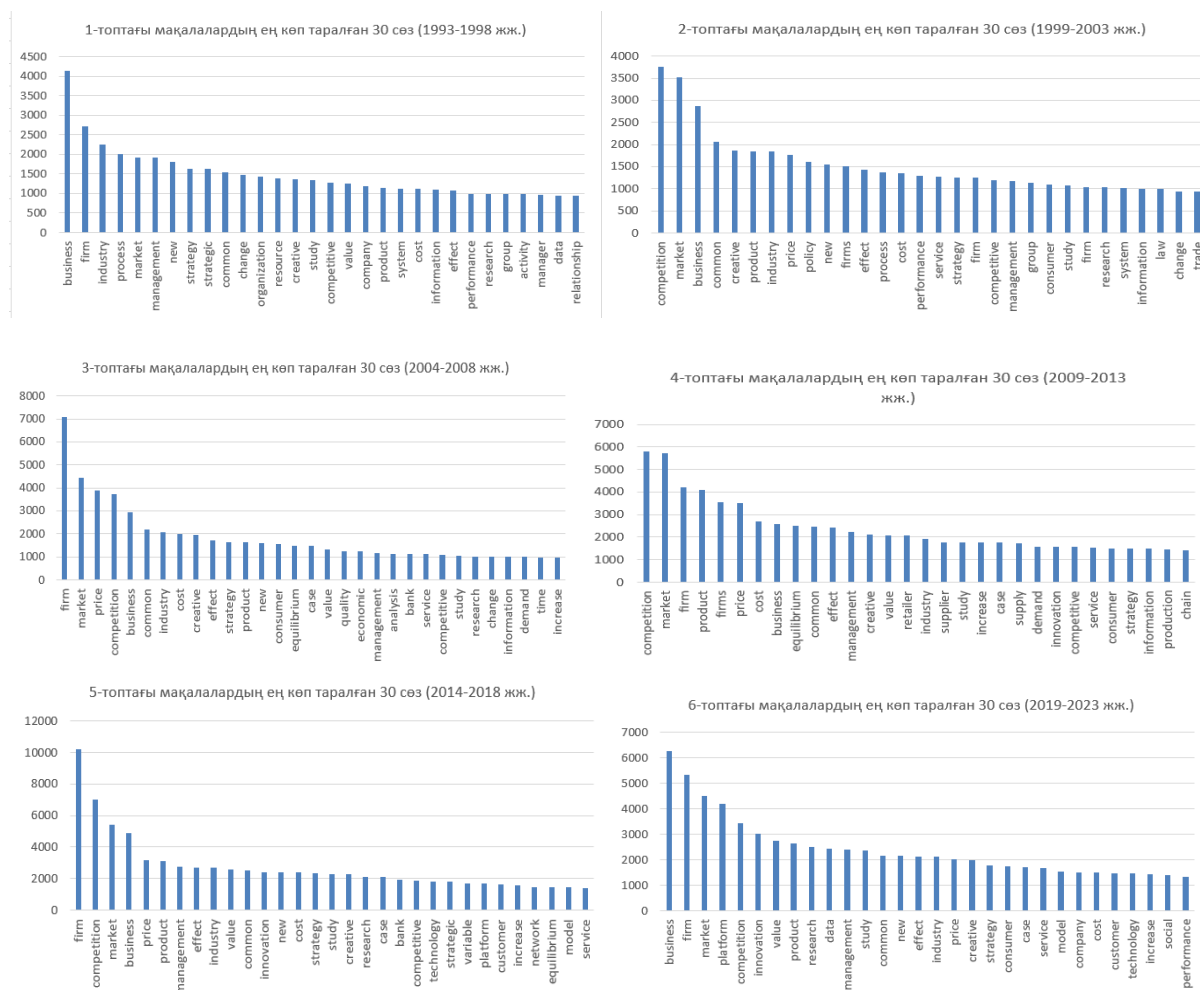 1-топтағы мақалалардың ең көп таралған 30 сөз (1993-1998 жж.)
4500
4000
3500
3000
2500
2000
1500
1000
500
0
business
firm
industry
process
market
management
new
strategy
strategic
common
change
organization
resource
creative
study
competitive
value
company
product
system
cost
information
effect
performance
research
group
activity
manager
data
relationship
2-топтағы мақалалардың ең көп таралған 30 сөз (1999-2003 жж.)
4000
3500
3000
2500
2000
1500
1000
500
0
competition
market
business
common
creative
product
industry
price
policy
new
firms
effect
process
cost
performance
service
strategy
firm
competitive
management
group
consumer
study
firm
research
system
information
law
change
trade
3-топтағы мақалалардың ең көп таралған 30 сөз (2004-2008 жж.)
8000
7000
6000
5000
4000
3000
2000
1000
0
firm
market
price
competition
business
common
industry
cost
creative
effect
strategy
product
new
consumer
equilibrium
case
value
quality
economic
management
analysis
bank
service
competitive
study
research
change
information
demand
time
increase
4-топтағы мақалалардың ең көп таралған 30 сөз (2009-2013
жж.)
7000
6000
5000
4000
3000
2000
1000
0
competition
market
firm
product
firms
price
cost
business
equilibrium
common
effect
management
creative
value
retailer
industry
supplier
study
increase
case
supply
demand
innovation
competitive
service
consumer
strategy
information
production
chain
5-топтағы мақалалардың ең көп таралған 30 сөз (2014-2018 жж.)
12000
10000
8000
6000
4000
2000
0
firm
competition
market
business
price
product
management
effect
industry
value
common
innovation
new
cost
strategy
study
creative
research
case
bank
competitive
technology
strategic
variable
platform
customer
increase
network
equilibrium
model
service
6-топтағы мақалалардың ең көп таралған 30 сөз (2019-2023 жж.)
7000
6000
5000
4000
3000
2000
1000
0
business
firm
market
platform
competition
innovation
value
product
research
data
management
study
common
new
effect
industry
price
creative
strategy
consumer
case
service
model
company
cost
customer
technology
increase
social
performance